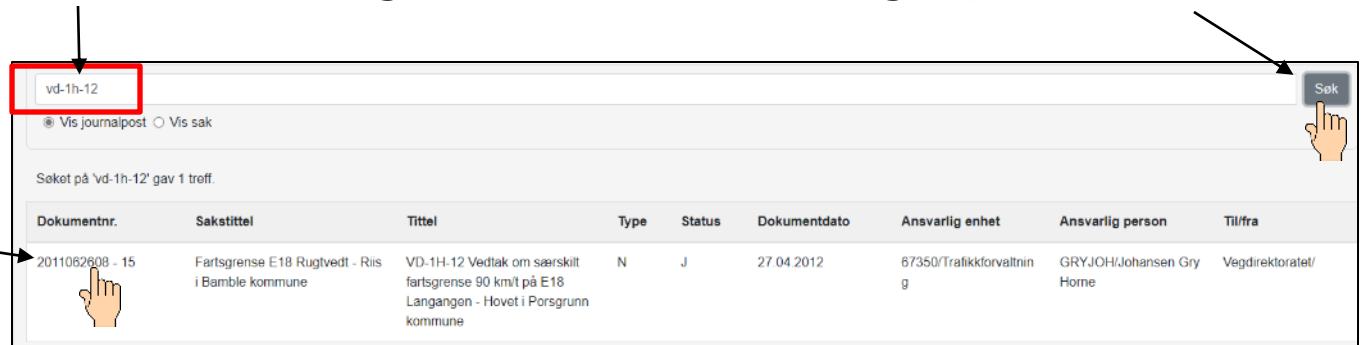 vd-1h-12
Søk
Vis journalpost Vis sak
Søket på 'vd-1h-12' gav 1 treff.
Dokumentnr. Sakstittel Tittel Type Status Dokumentdato Ansvarlig enhet Ansvarlig person Til/fra
2011062608 - 15 Fartsgrense E18 Rugtvedt - Riis VD-1H-12 Vedtak om særskilt N J 27.04.2012 67350/Trafikkforvaltnin GRYJOH/Johansen Gry Vegdirektoratet/
i Bamble kommune fartsgrense 90 km/t på E18 g Horne
Langangen - Hovet i Porsgrunn
kommune